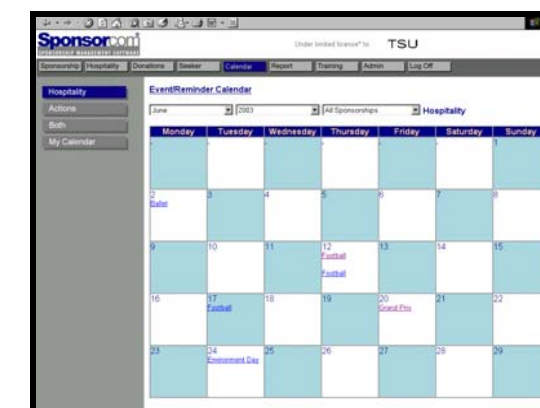 Sponsorcom
SPONSORSHIP MANAGEMENT SOFTWARE
Under limited license* to TSU
Sponsorship Hospitality Donations Seeker Calendar Report Training Admin Log Off
Hospitality
Actions
Both
My Calendar
Event/Reminder Calendar
June 2003 All Sponsorships Hospitality
Monday Tuesday Wednesday Thursday Friday Saturday Sunday
1
2 3 4 5 6 7 8
Ballet
9 10 11 12 13 14 15
Football
Football
16 17 18 19 20 21 22
Football Grand Prix
23 24 25 26 27 28 29
Environment Day